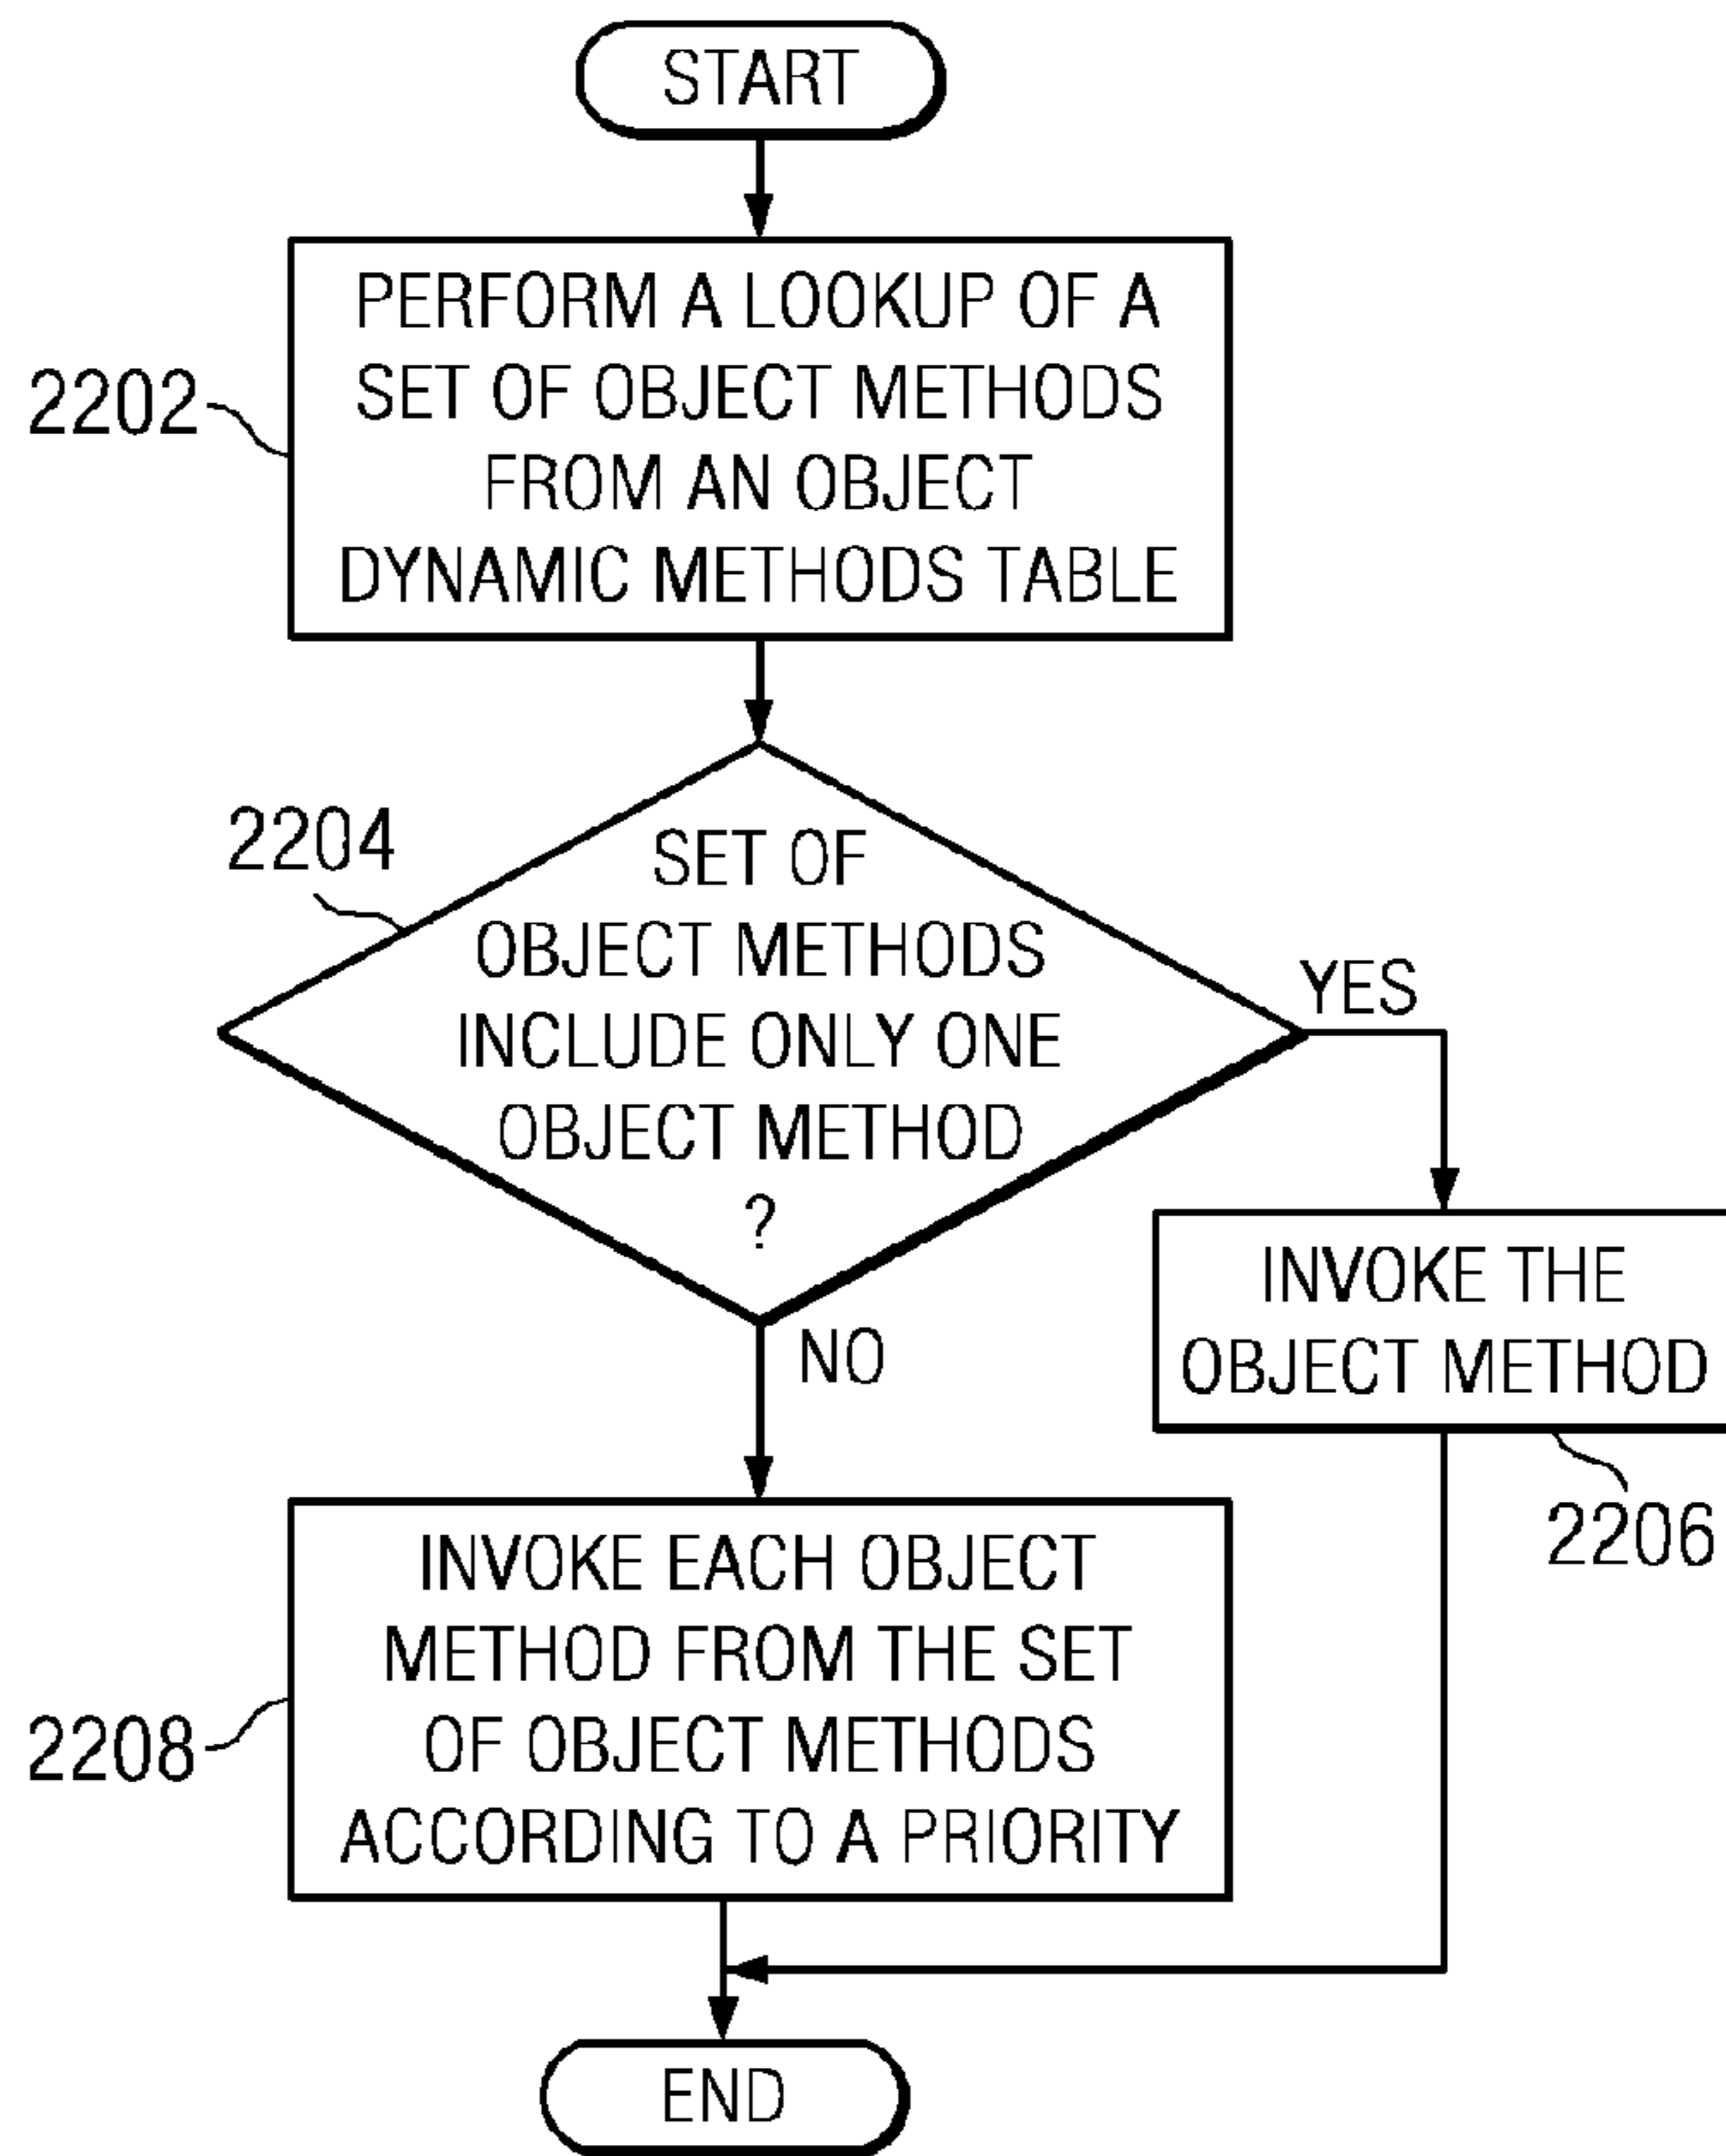 START
PERFORM A LOOKUP OF A
SET OF OBJECT METHODS
FROM AN OBJECT
DYNAMIC METHODS TABLE
2202
2204
SET OF
OBJECT METHODS
INCLUDE ONLY ONE
OBJECT METHOD
?
YES
NO
INVOKE THE
OBJECT METHOD
2206
INVOKE EACH OBJECT
METHOD FROM THE SET
OF OBJECT METHODS
ACCORDING TO A PRIORITY
2208
END